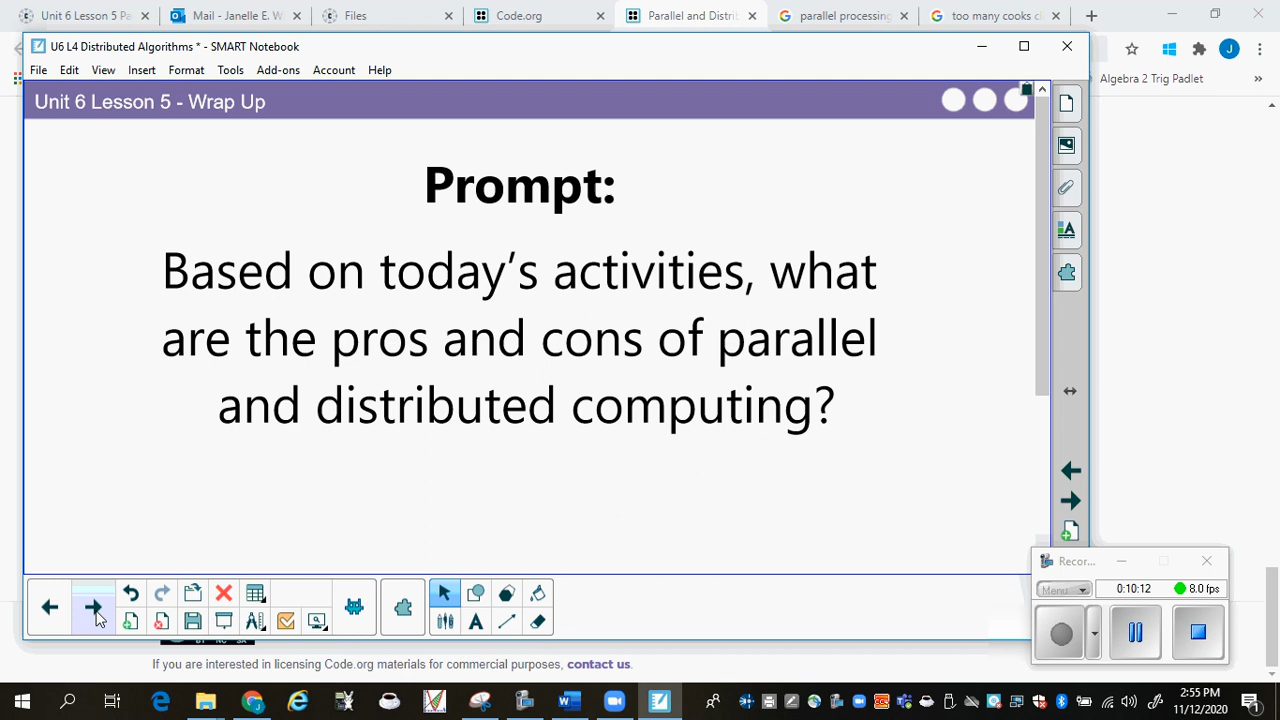 Unit 6 Lesson 5 Pa
Mail - Janelle E. W
Files
Code.org
Parallel and Distri
parallel processing
too many cooks c
U6 L4 Distributed Algorithms * - SMART Notebook
J
File Edit View Insert Format Tools Add-ons Account Help
Algebra 2 Trig Padlet
Unit 6 Lesson 5 - Wrap Up
Prompt:
Based on today's activities, what
are the pros and cons of parallel
and distributed computing?
Recor...
Menu
0:10:12
8.0 fps
If you are interested in licensing Code.org materials for commercial purposes, contact us.
2:55 PM
11/12/2020